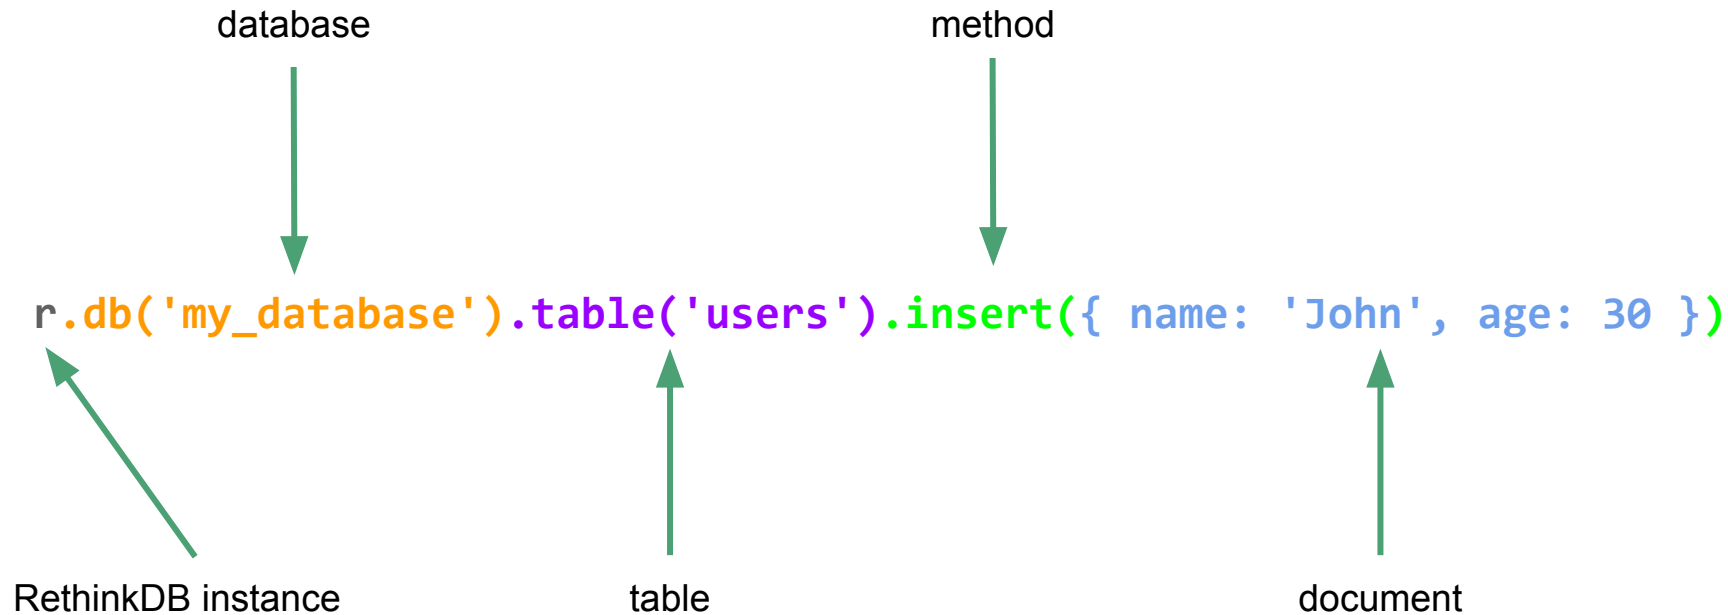 database
method
r.db('my_database').table('users').insert({ name: 'John', age: 30 })
RethinkDB instance
table
document